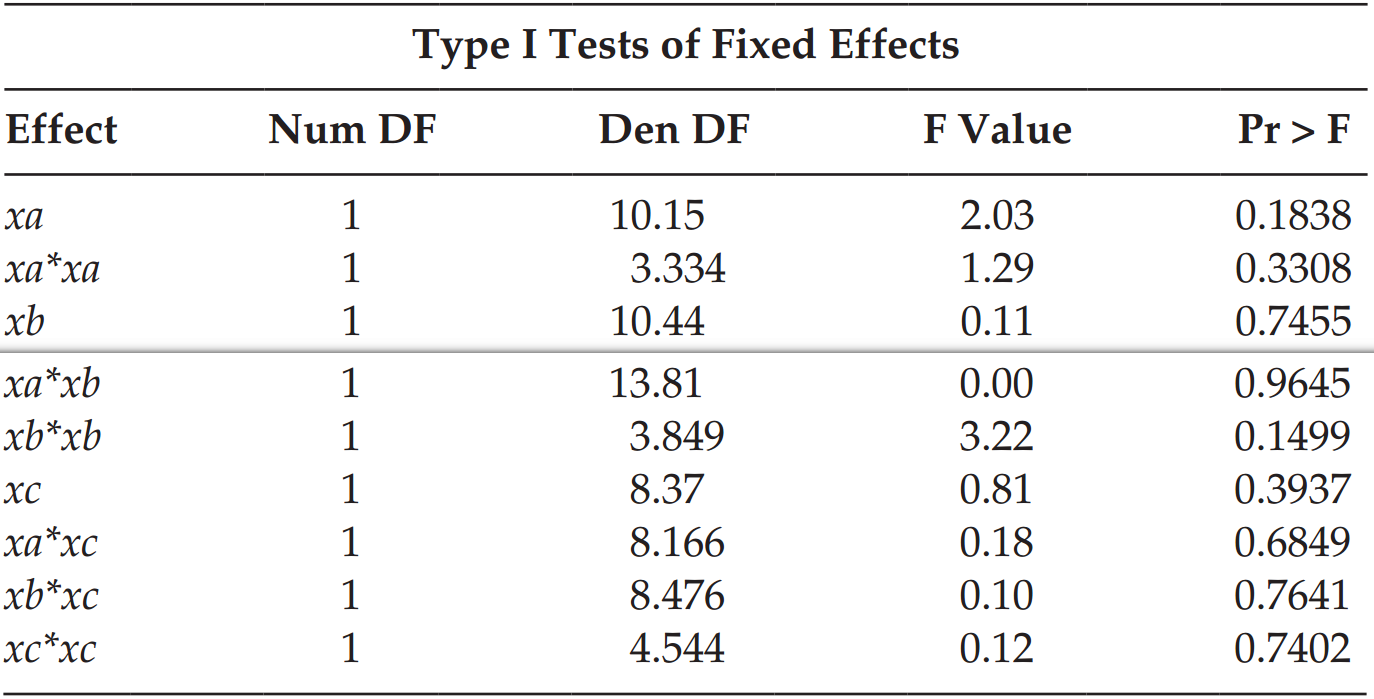 Type I Tests of Fixed Effects
Effect Num DF Den DF F Value Pr > F
xa 1 10.15 2.03 0.1838
xa*xa 1 3.334 1.29 0.3308
xb 1 10.44 0.11 0.7455
xa*xb 1 13.81 0.00 0.9645
xb*xb 1 3.849 3.22 0.1499
xc 1 8.37 0.81 0.3937
xa*xc 1 8.166 0.18 0.6849
xb*xc 1 8.476 0.10 0.7641
xc*xc 1 4.544 0.12 0.7402